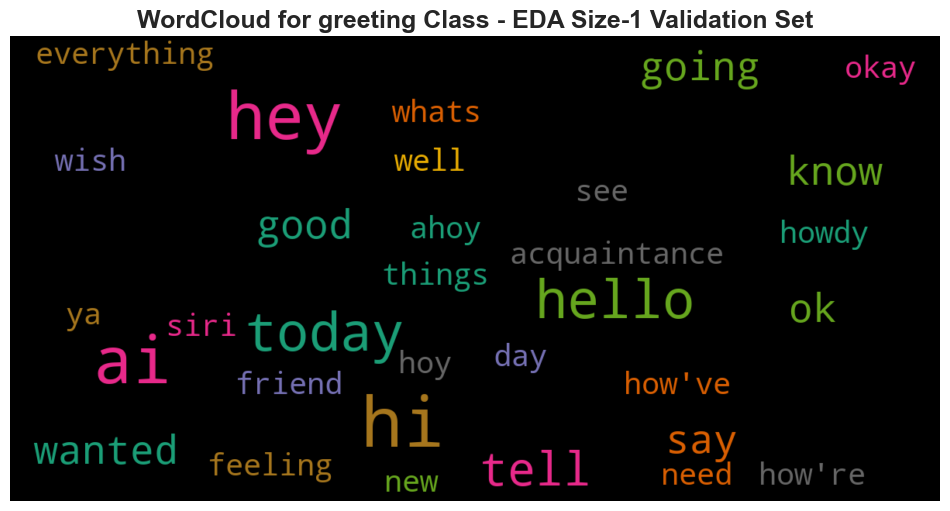 WordCloud for greeting Class - EDA Size-1 Validation Set
everything
going
okay
hey
whats
wish
well
know
see
good
ahoy
howdy
acquaintance
things
hello
ya
siri
today
ok
ai
hoy
day
friend
how've
hi
wanted
say
feeling
tell
need
how're
new